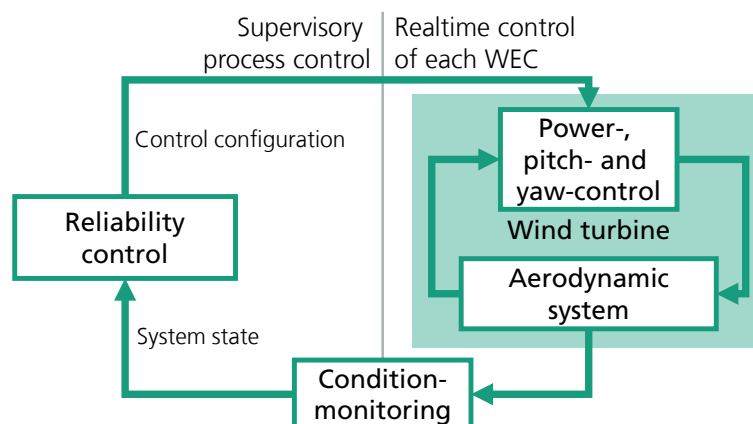 Supervisory
process control
Realtime control
of each WEC
Control configuration
Power-,
pitch- and
yaw-control
Reliability
control
Wind turbine
Aerodynamic
system
System state
Condition-
monitoring